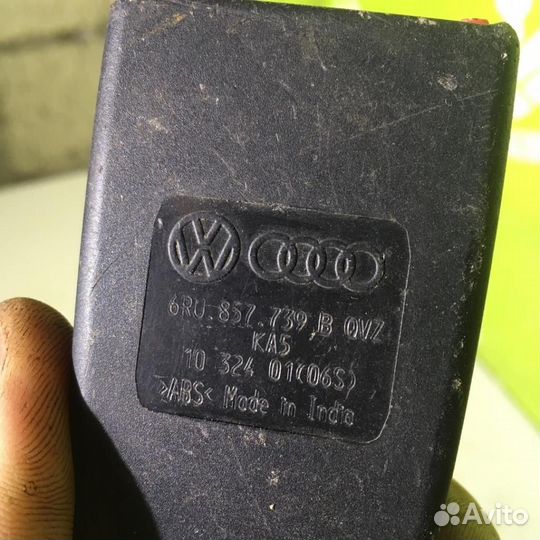 6RU.857.739 B QVZ
KA5
10 324 01(06S)
>ABS< Made in India
Avito